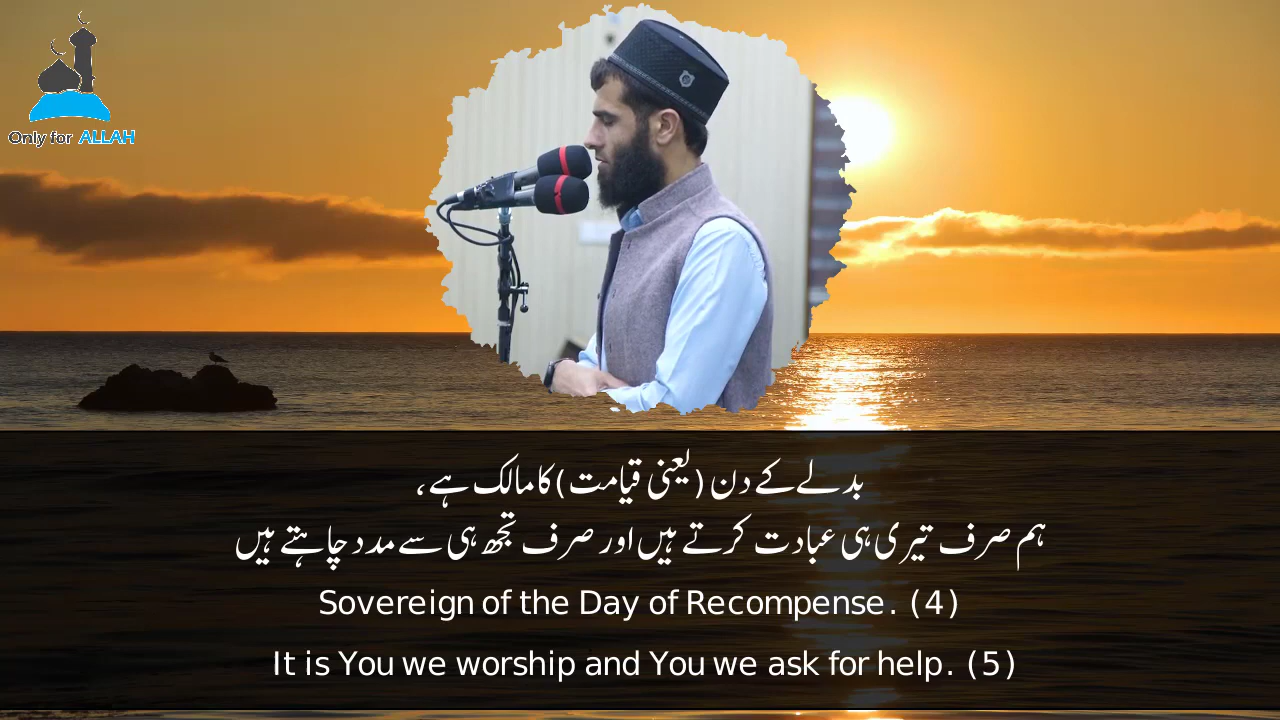 Only for ALLAH
بدلے کے دن (یعنی قیامت) کا مالک ہے ،
ہم صرف تیری ہی عبادت کرتے ہیں اور صرف تجھ ہی سے مدد چاہتے ہیں
Sovereign of the Day of Recompense. (4)
It is You we worship and You we ask for help. (5)